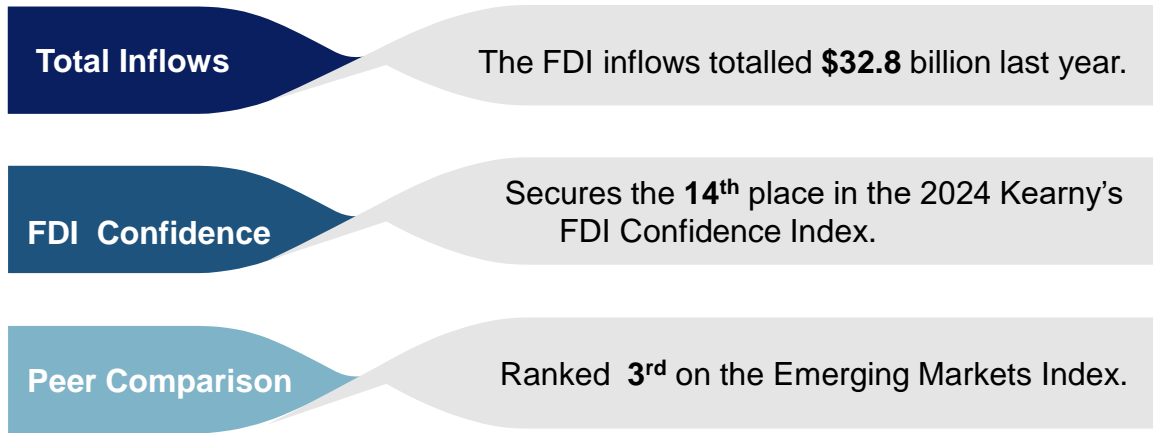 Total Inflows
The FDI inflows totalled $32.8 billion last year.
FDI Confidence
Secures the 14th place in the 2024 Kearny's
FDI Confidence Index.
Peer Comparison
Ranked 3rd on the Emerging Markets Index.